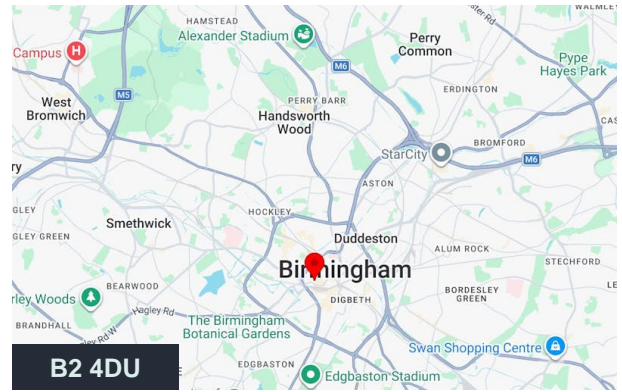 HAMSTEAD
WALMLEY
Alexander Stadium
Perry
Common
Campus
M6
Pype
Hayes Park
ERDINGTON
M5
West
Bromwich
PERRY BARR
Handsworth
Wood
BROMFORD
StarCity
M6
ASTON
HOCKLEY
Smethwick
Duddeston
GLEY GREEN
ALUM ROCK
STECHFORD
Birmingham
BEARWOOD
BORDESLEY
GREEN
rley Woods
DIGBETH
Hagley Rd
The Birmingham
Botanical Gardens
BRANDHALL
Swan Shopping Centre
B2 4DU
EDGBASTON
Edgbaston Stadium